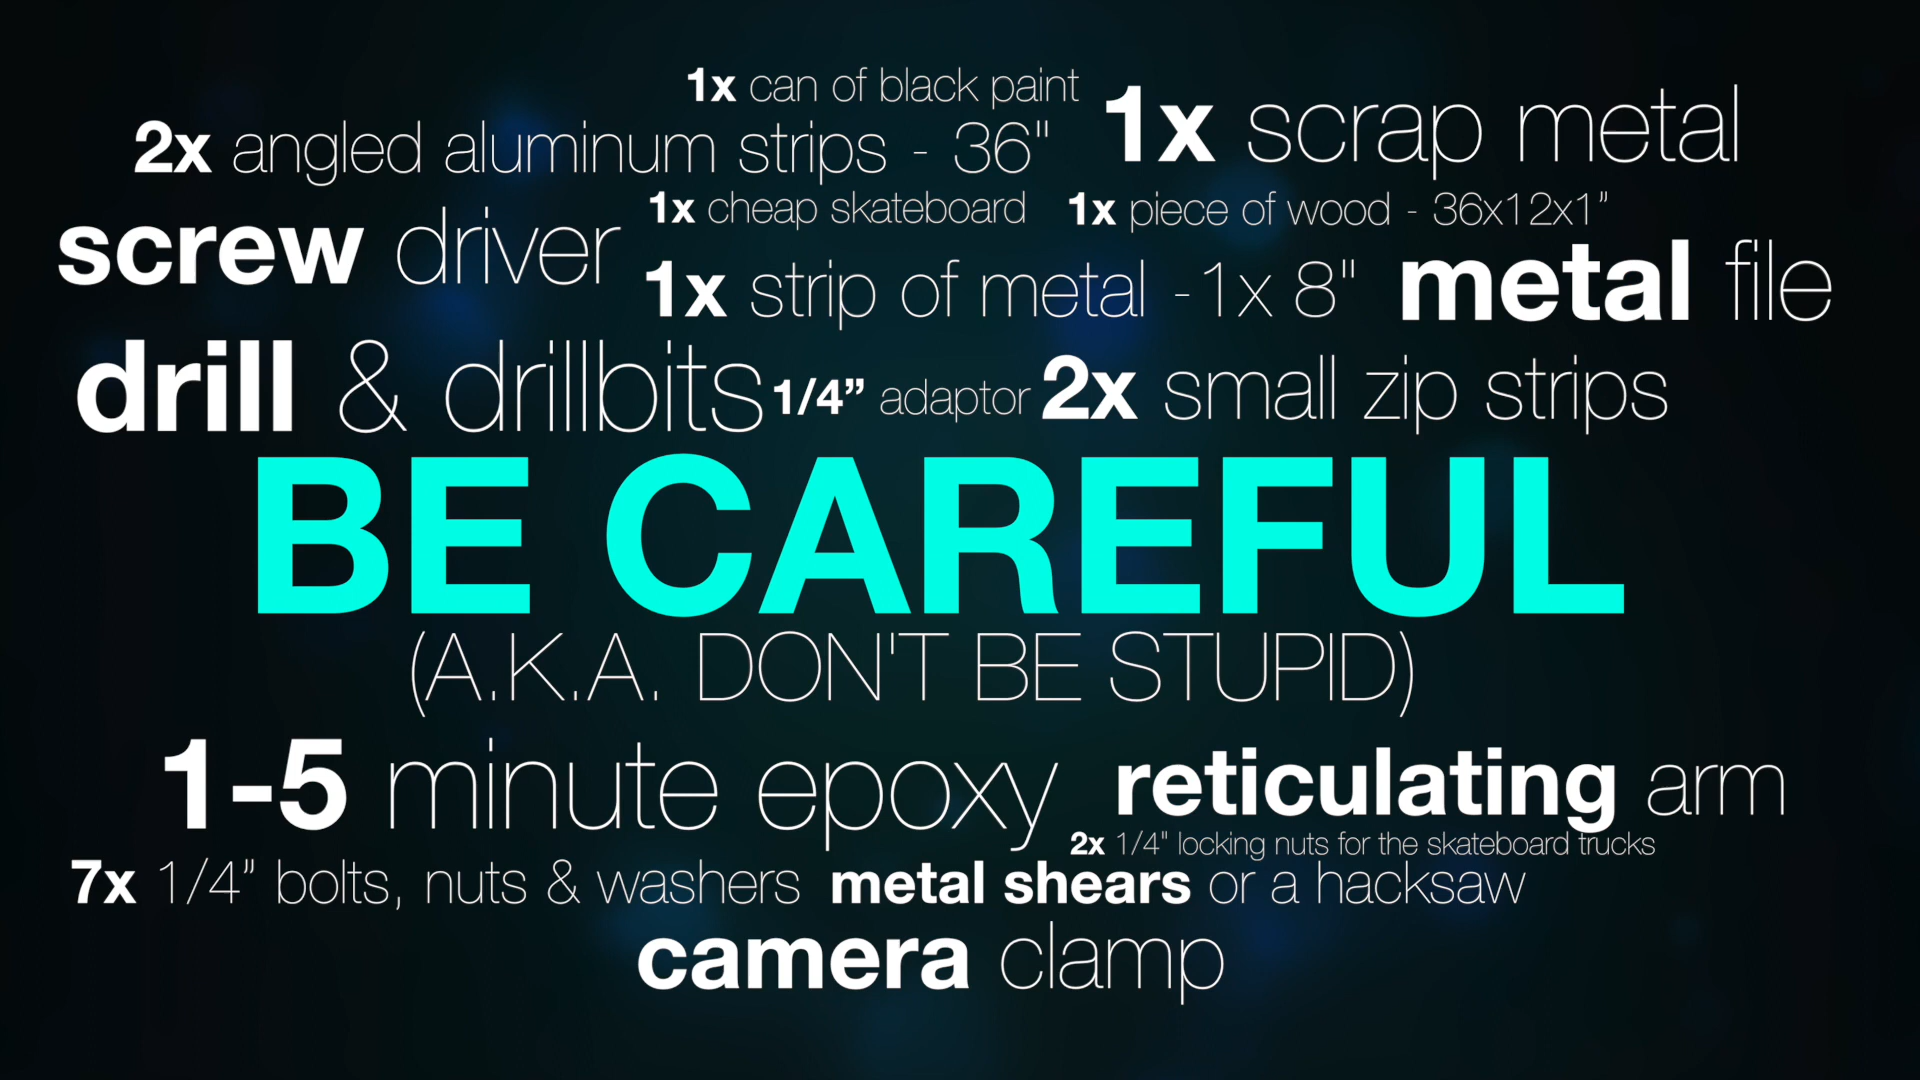 1x can of black paint
1x scrap metal
2x angled aluminum strips - 36"
1x cheap skateboard
1x piece of wood - 36x12x1”
screw driver
1x strip of metal -1x 8"
metal file
drill & drillbits
1/4” adaptor
2x small zip strips
BE CAREFUL
(A.K.A. DON'T BE STUPID)
1-5 minute epoxy
reticulating arm
2x 1/4" locking nuts for the skateboard trucks
7x 1/4” bolts, nuts & washers
metal shears or a hacksaw
camera clamp